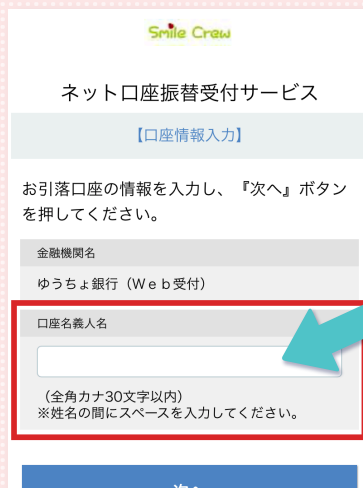 Smile Crew
ネット口座振替受付サービス
【口座情報入力】
お引落口座の情報を入力し、『次へ』ボタン
を押してください。
金融機関名
ゆうちょ銀行（Ｗｅｂ受付）
口座名義人名
（全角カナ30文字以内）
※姓名の間にスペースを入力してください。
次へ